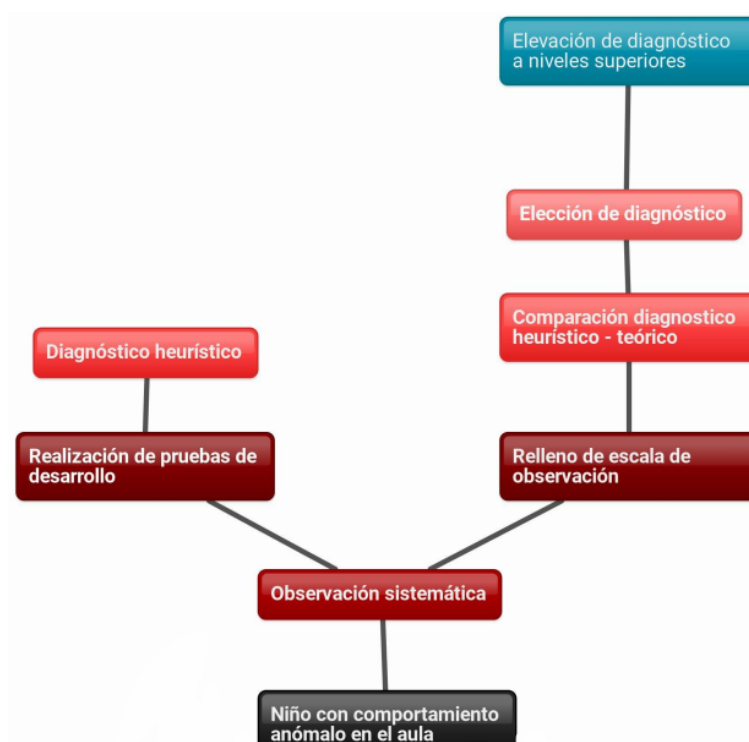 Elevación de diagnóstico
a niveles superiores
Elección de diagnóstico
Comparación diagnostico
heurístico - teórico
Diagnóstico heurístico
Realización de pruebas de
desarrollo
Relleno de escala de
observación
Observación sistemática
Niño con comportamiento
anómalo en el aula